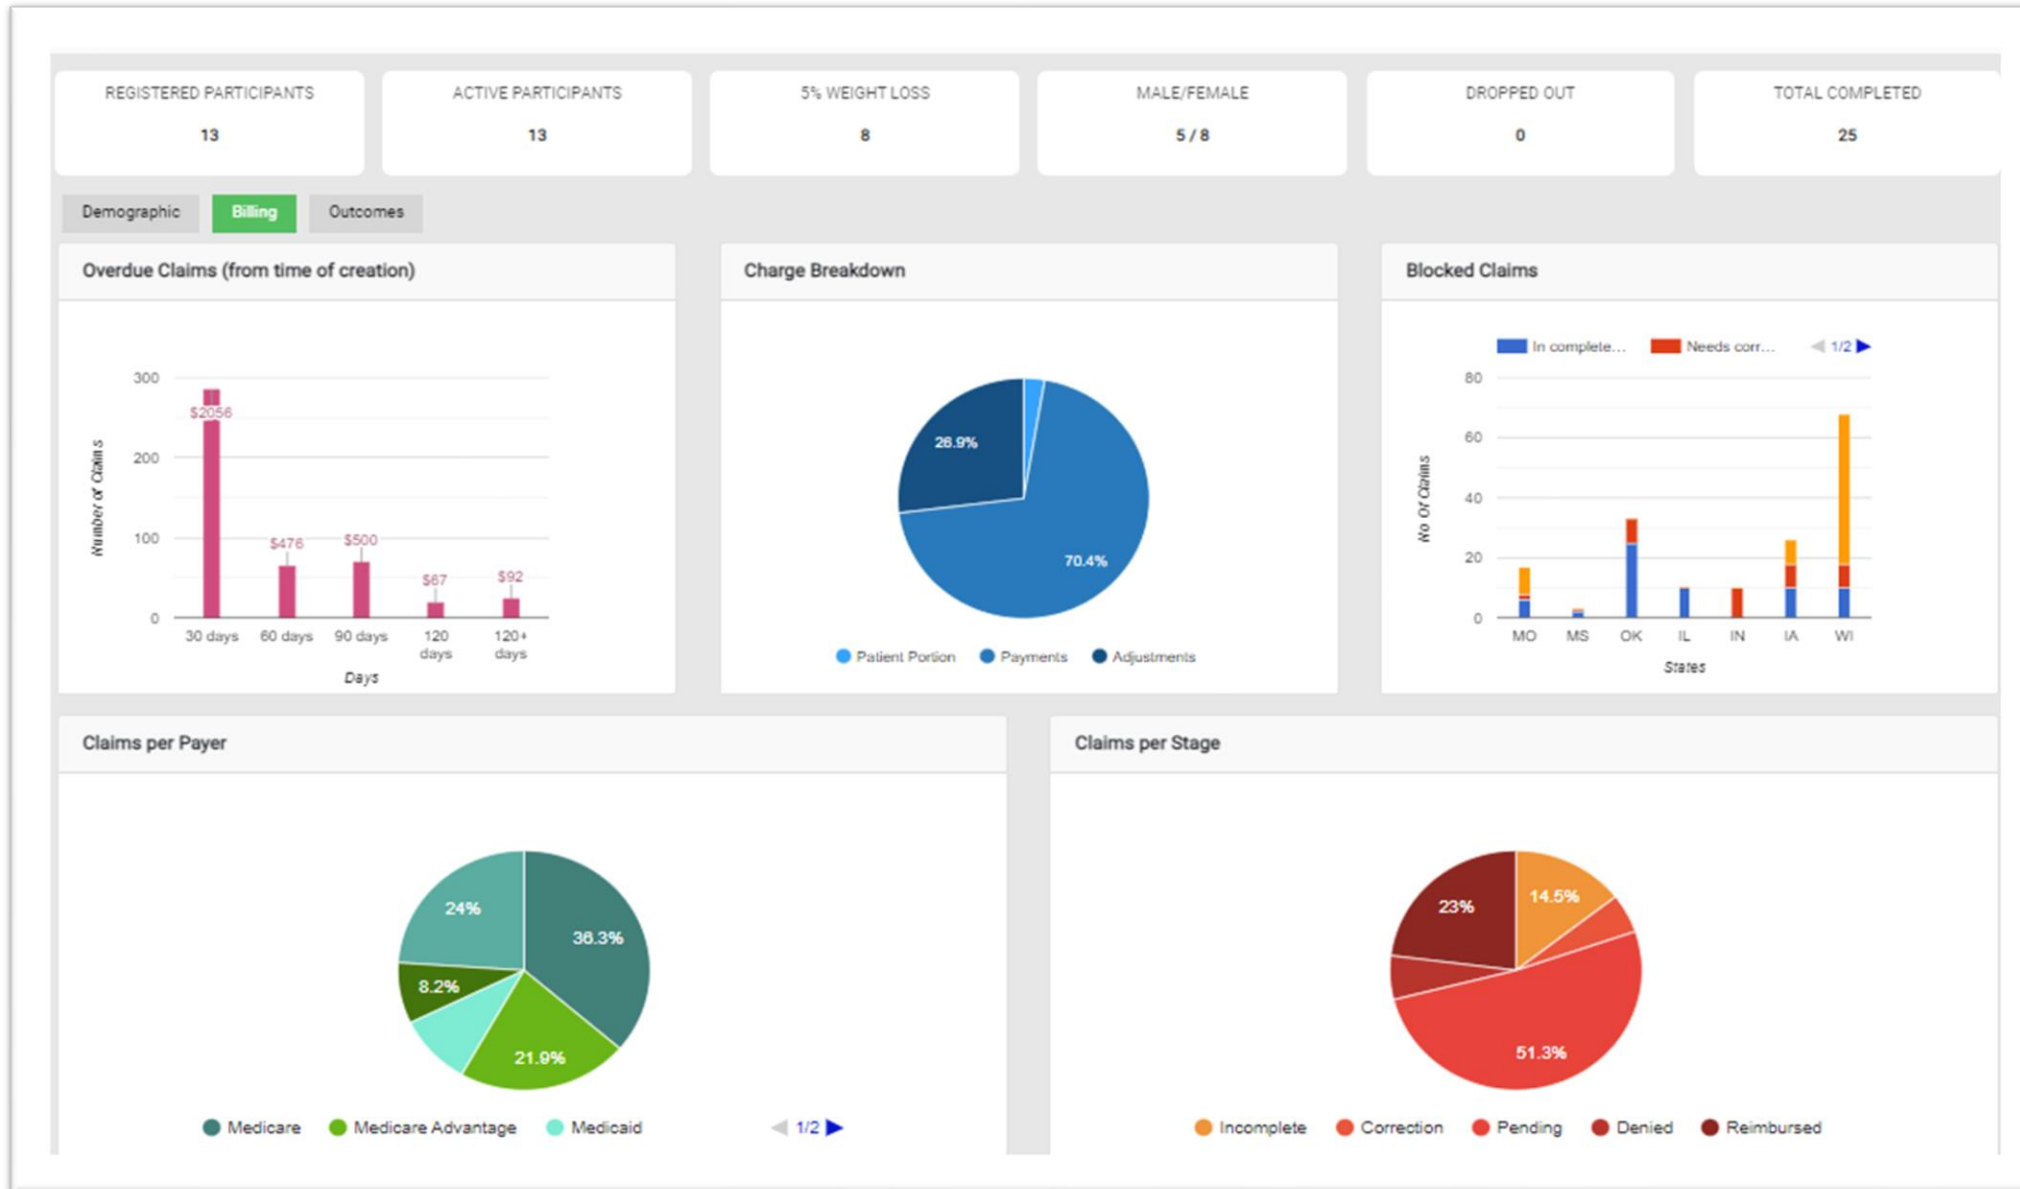 REGISTERED PARTICIPANTS
13
ACTIVE PARTICIPANTS
13
5% WEIGHT LOSS
8
MALE/FEMALE
5 / 8
DROPPED OUT
0
TOTAL COMPLETED
25
Demographic
Billing
Outcomes
Overdue Claims (from time of creation)
Number of Claims
300
200
100
0
$2056
$476
$500
$67
$92
30 days
60 days
90 days
120 days
120+ days
Days
Charge Breakdown
26.9%
70.4%
Patient Portion
Payments
Adjustments
Blocked Claims
In complete...
Needs corr...
1/2
No Of Claims
80
60
40
20
0
MO
MS
OK
IL
IN
IA
WI
States
Claims per Payer
24%
36.3%
8.2%
21.9%
Medicare
Medicare Advantage
Medicaid
1/2
Claims per Stage
23%
14.5%
51.3%
Incomplete
Correction
Pending
Denied
Reimbursed